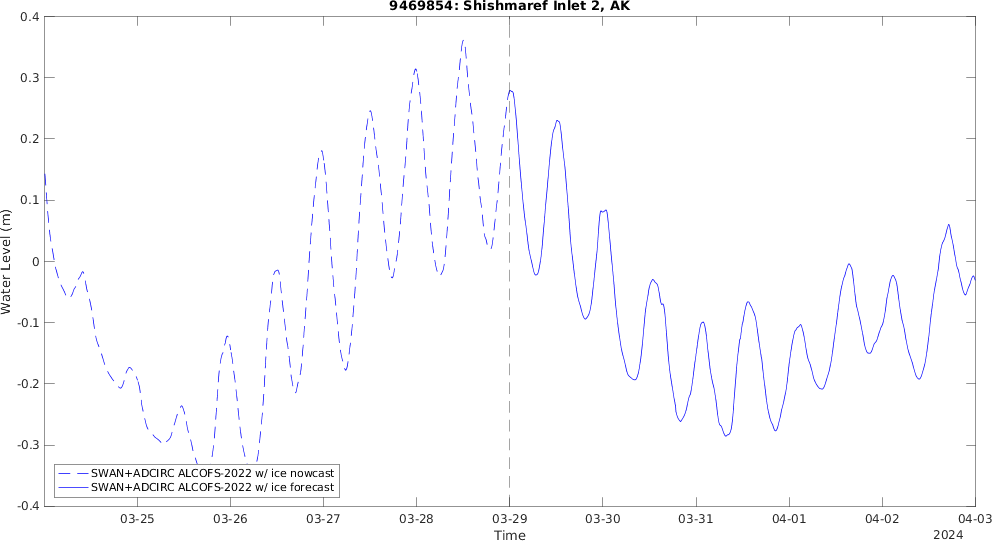 9469854: Shishmaref Inlet 2, AK
0.4
0.3
0.2
0.1
0
-0.1
-0.2
-0.3
-0.4
Water Level (m)
SWAN+ADCIRC ALCOFS-2022 w/ ice nowcast
SWAN+ADCIRC ALCOFS-2022 w/ ice forecast
03-25 03-26 03-27 03-28 03-29 03-30 03-31 04-01 04-02 04-03
Time
2024